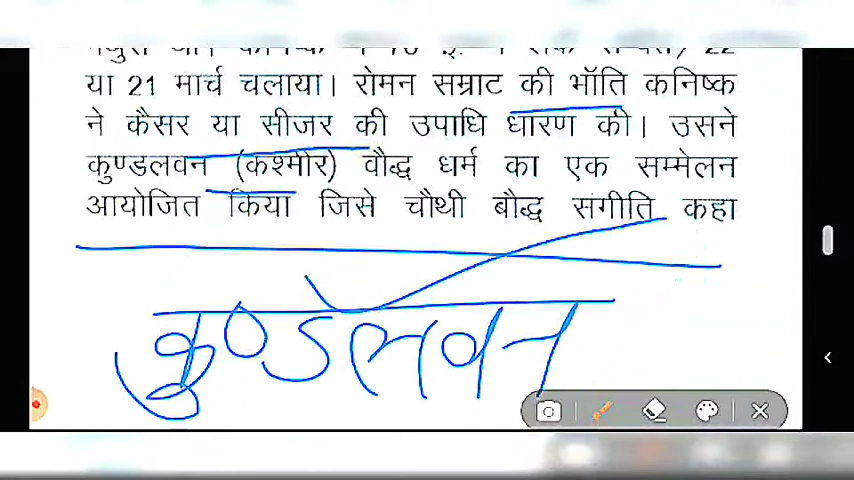 या 21 मार्च चलाया। रोमन सम्राट की भॉति कनिष्क
ने कैसर या सीजर की उपाधि धारण की। उसने
कुण्डलवन (कश्मीर) वौद्ध धर्म का एक सम्मेलन
आयोजित किया जिसे चौथी बौद्ध संगीति कहा
कुण्डलवन